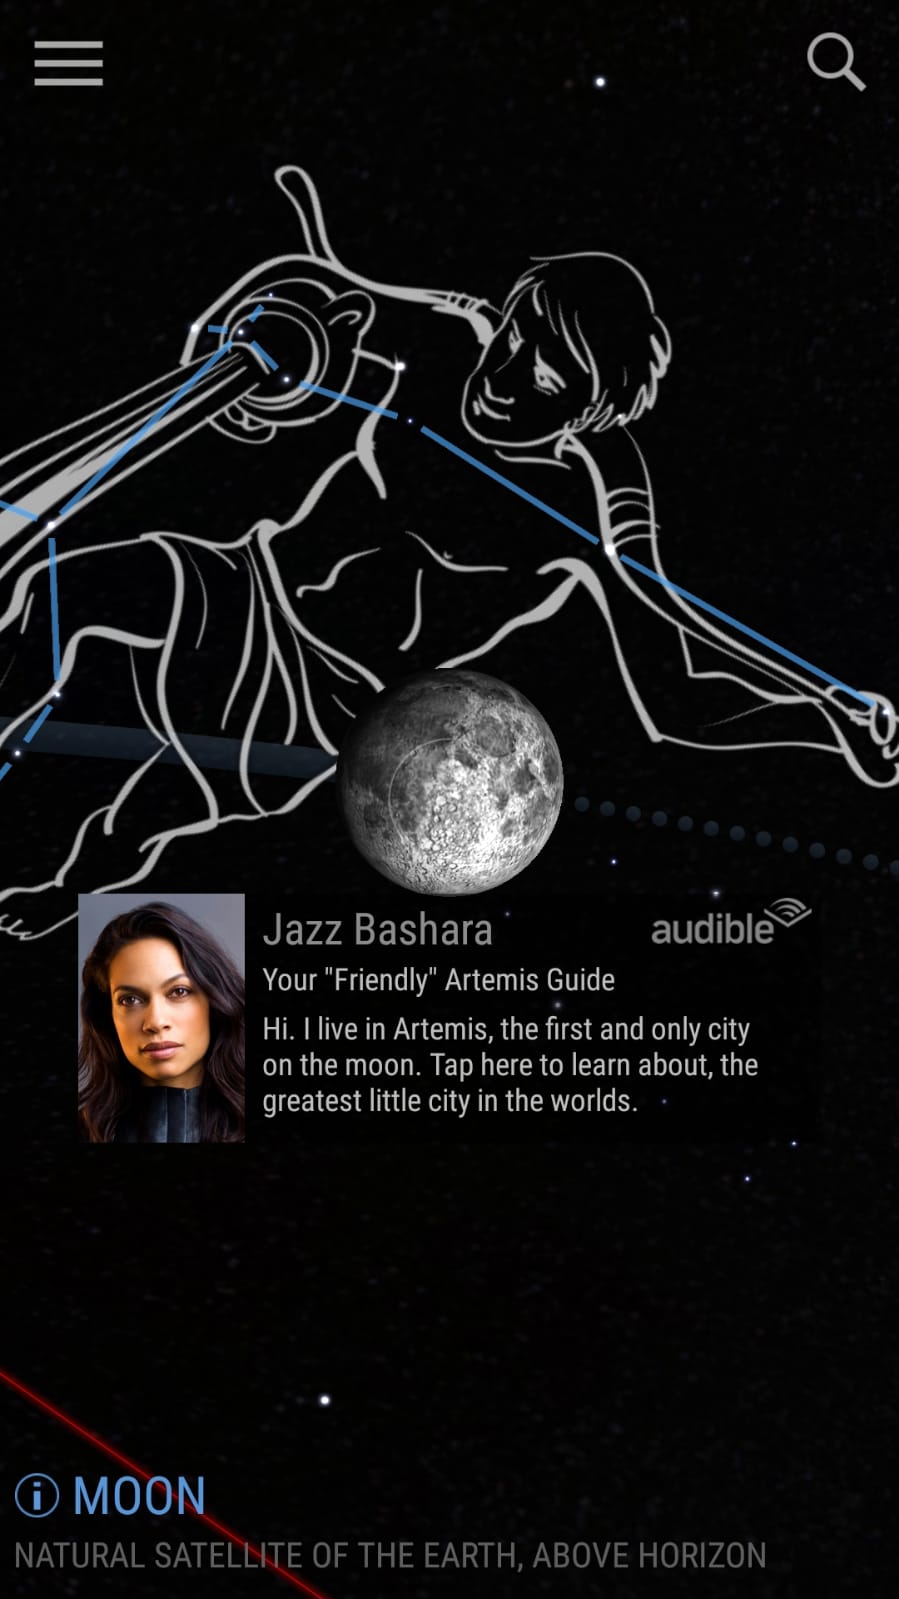 Jazz Bashara
audible
Your "Friendly" Artemis Guide
Hi. I live in Artemis, the first and only city
on the moon. Tap here to learn about, the
greatest little city in the worlds.
MOON
NATURAL SATELLITE OF THE EARTH, ABOVE HORIZON